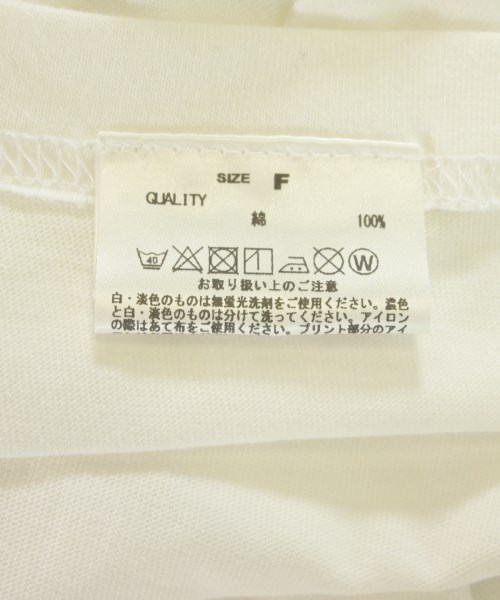 SIZE F
QUALITY
綿 100%
40 W
お取り扱い上のご注意
白・淡色のものは無蛍光洗剤をご使用ください。濃色
と白・淡色のものは分けて洗ってください。アイロン
の際はあて布をご使用ください。プリント部分のアイ